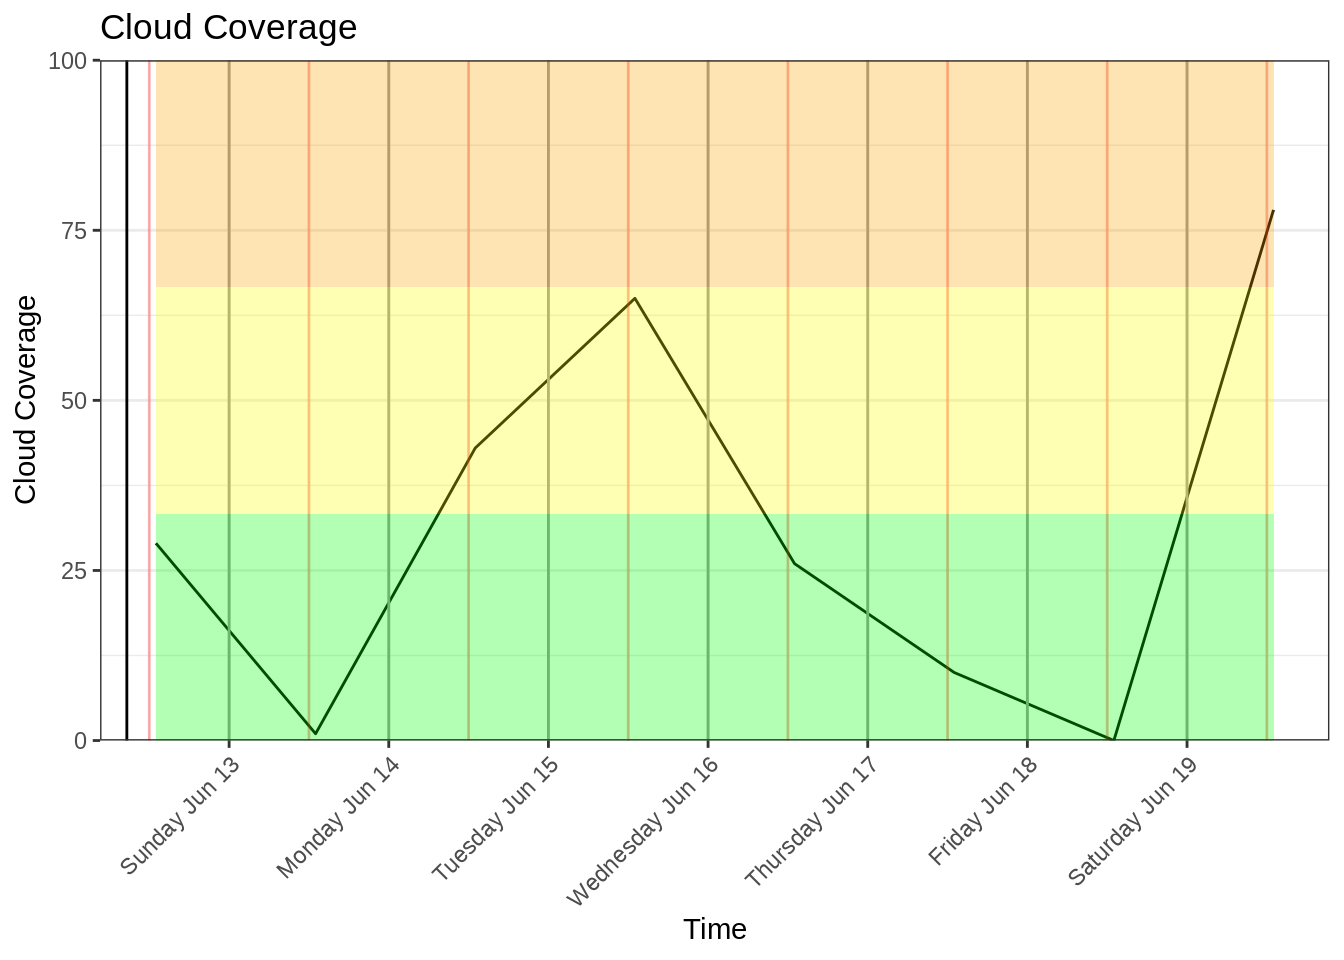 Cloud Coverage
Cloud Coverage
100
75
50
25
0
Sunday Jun 13
Monday Jun 14
Tuesday Jun 15
Wednesday Jun 16
Thursday Jun 17
Friday Jun 18
Saturday Jun 19
Time